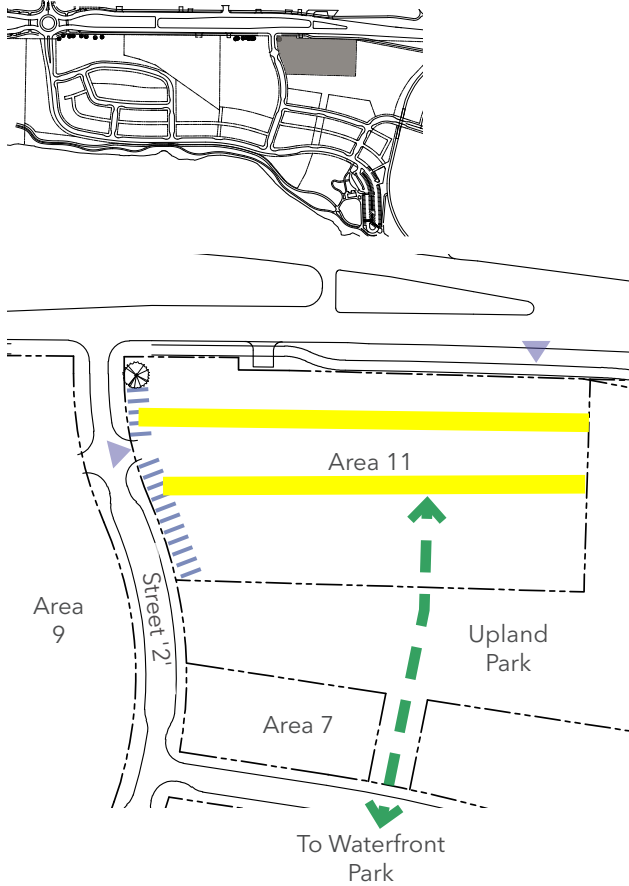 Area 11
Area
9
Street '2'
Upland
Park
Area 7
To Waterfront
Park